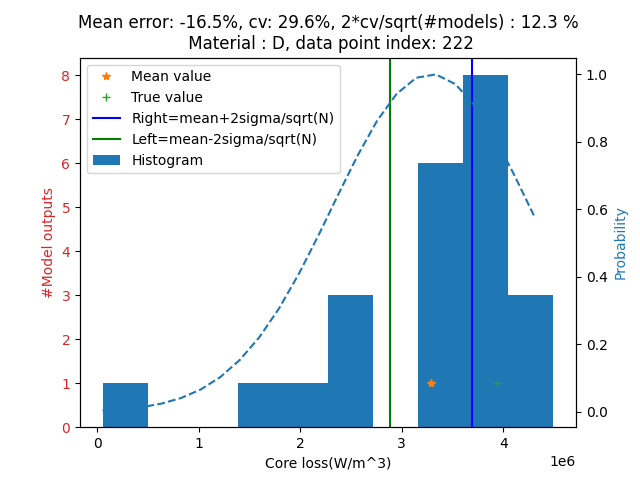 Mean error: -16.5%, cv: 29.6%, 2*cv/sqrt(#models) : 12.3 %
Material : D, data point index: 222
Mean value
True value
Right=mean+2sigma/sqrt(N)
Left=mean-2sigma/sqrt(N)
Histogram
#Model outputs
8
7
6
5
4
3
2
1
0
Probability
1.0
0.8
0.6
0.4
0.2
0.0
0
1
2
3
4
1e6
Core loss(W/m^3)